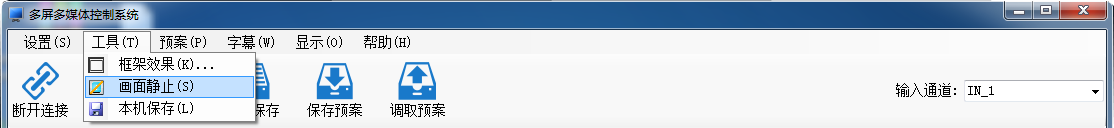 多屏多媒体控制系统
设置(S) 工具(T) 预案(P) 字幕(W) 显示(O) 帮助(H)
框架效果(K)...
画面静止(S)
本机保存(L)
断开连接 保存 保存预案 调取预案 输入通道: IN_1